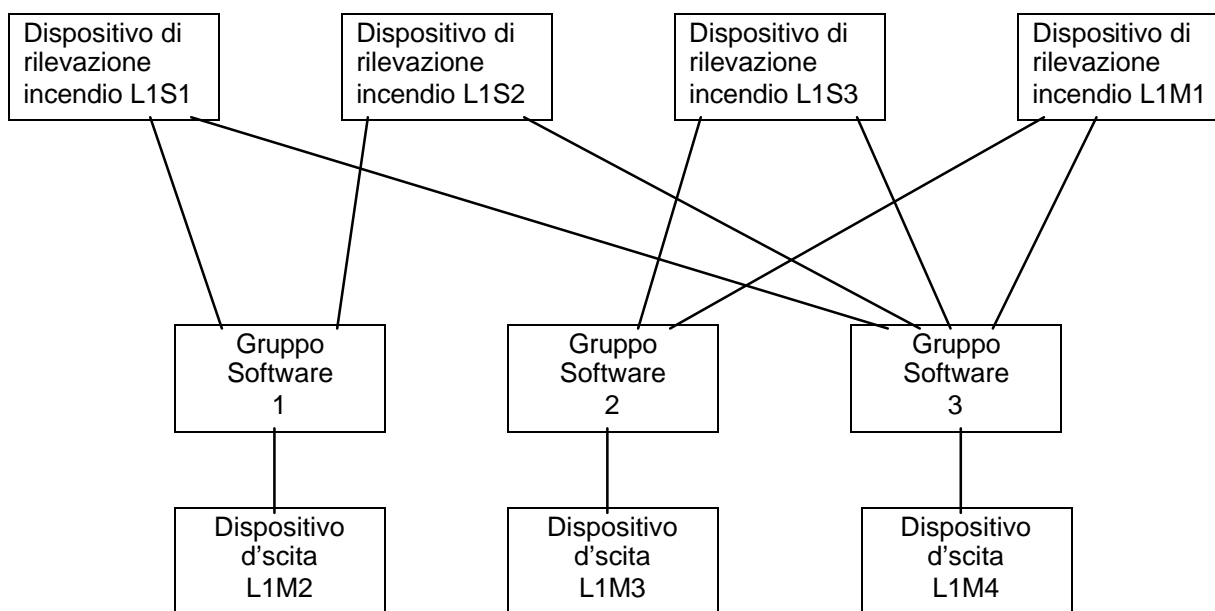 Dispositivo di
rilevazione
incendio L1S1
Dispositivo di
rilevazione
incendio L1S2
Dispositivo di
rilevazione
incendio L1S3
Dispositivo di
rilevazione
incendio L1M1
Gruppo
Software
1
Gruppo
Software
2
Gruppo
Software
3
Dispositivo
d'scita
L1M2
Dispositivo
d'scita
L1M3
Dispositivo
d'scita
L1M4